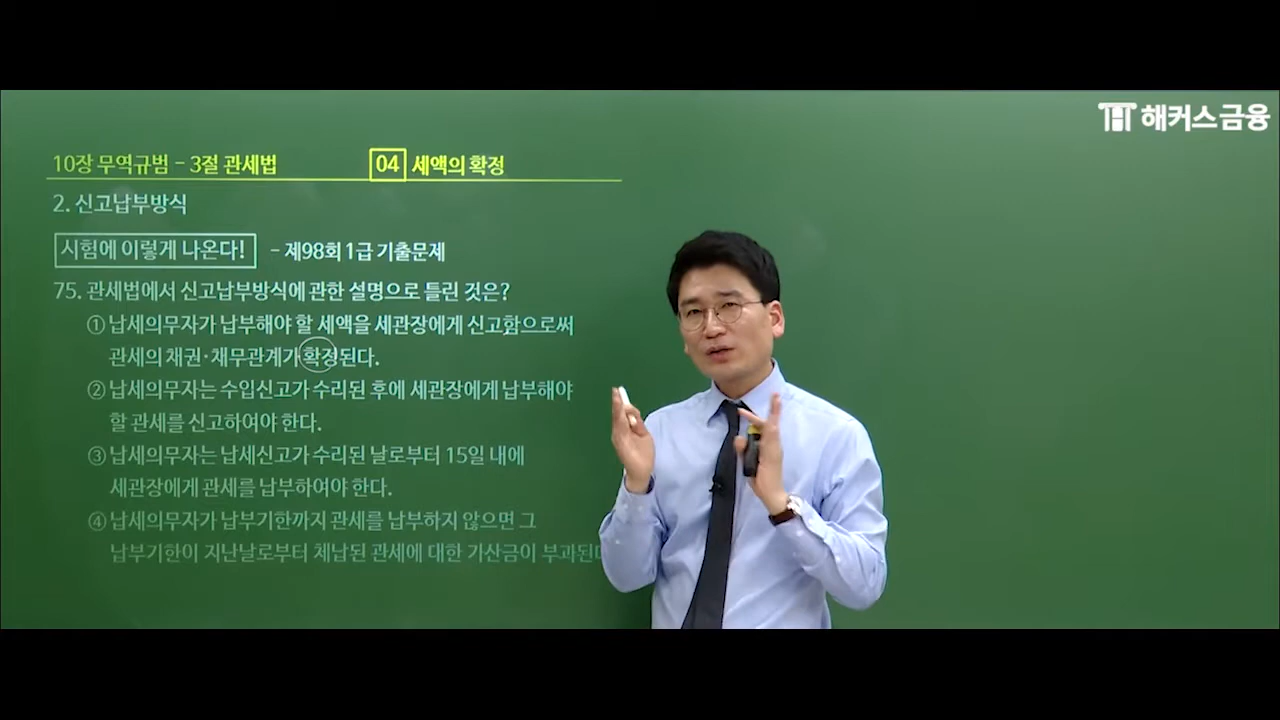 해커스금융
10장 무역규범 - 3절 관세법
04 세액의 확정
2. 신고납부방식
시험에 이렇게 나온다! - 제98회 1급 기출문제
75. 관세법에서 신고납부방식에 관한 설명으로 틀린 것은?
① 납세의무자가 납부해야 할 세액을 세관장에게 신고함으로써
관세의 채권·채무관계가 확정된다.
② 납세의무자는 수입신고가 수리된 후에 세관장에게 납부해야
할 관세를 신고하여야 한다.
③ 납세의무자는 납세신고가 수리된 날로부터 15일 내에
세관장에게 관세를 납부하여야 한다.
④ 납세의무자가 납부기한까지 관세를 납부하지 않으면 그
납부기한이 지난날로부터 체납된 관세에 대한 가산금이 부과된